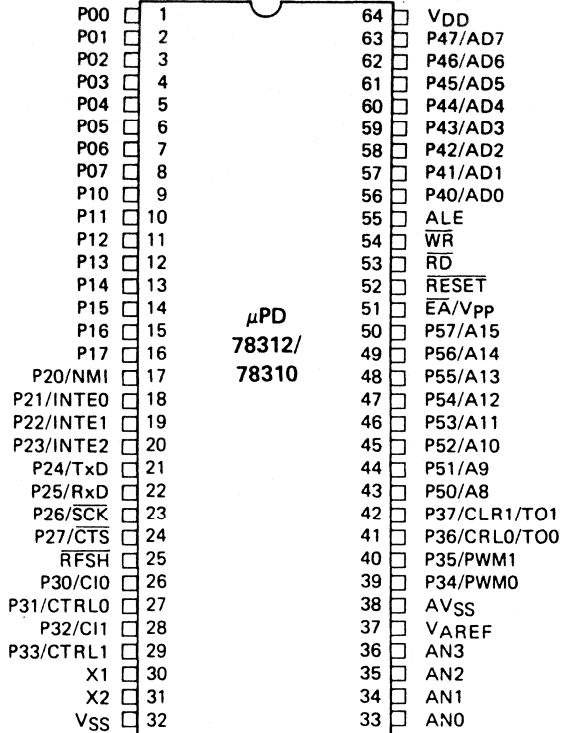 P00 1 64 VDD
P01 2 63 P47/AD7
P02 3 62 P46/AD6
P03 4 61 P45/AD5
P04 5 60 P44/AD4
P05 6 59 P43/AD3
P06 7 58 P42/AD2
P07 8 57 P41/AD1
P10 9 56 P40/AD0
P11 10 55 ALE
P12 11 54 W̅R̅
P13 12 53 R̅D̅
P14 13 52 R̅E̅S̅E̅T̅
P15 14 51 E̅A̅/VPP
P16 15 μPD 50 P57/A15
P17 16 78312/ 49 P56/A14
P20/NMI 17 78310 48 P55/A13
P21/INTE0 18 47 P54/A12
P22/INTE1 19 46 P53/A11
P23/INTE2 20 45 P52/A10
P24/TxD 21 44 P51/A9
P25/RxD 22 43 P50/A8
P26/S̅C̅K̅ 23 42 P37/CLR1/TO1
P27/C̅T̅S̅ 24 41 P36/CRL0/TO0
R̅F̅S̅H̅ 25 40 P35/PWM1
P30/CI0 26 39 P34/PWM0
P31/CTRL0 27 38 AVSS
P32/CI1 28 37 VAREF
P33/CTRL1 29 36 AN3
X1 30 35 AN2
X2 31 34 AN1
VSS 32 33 AN0